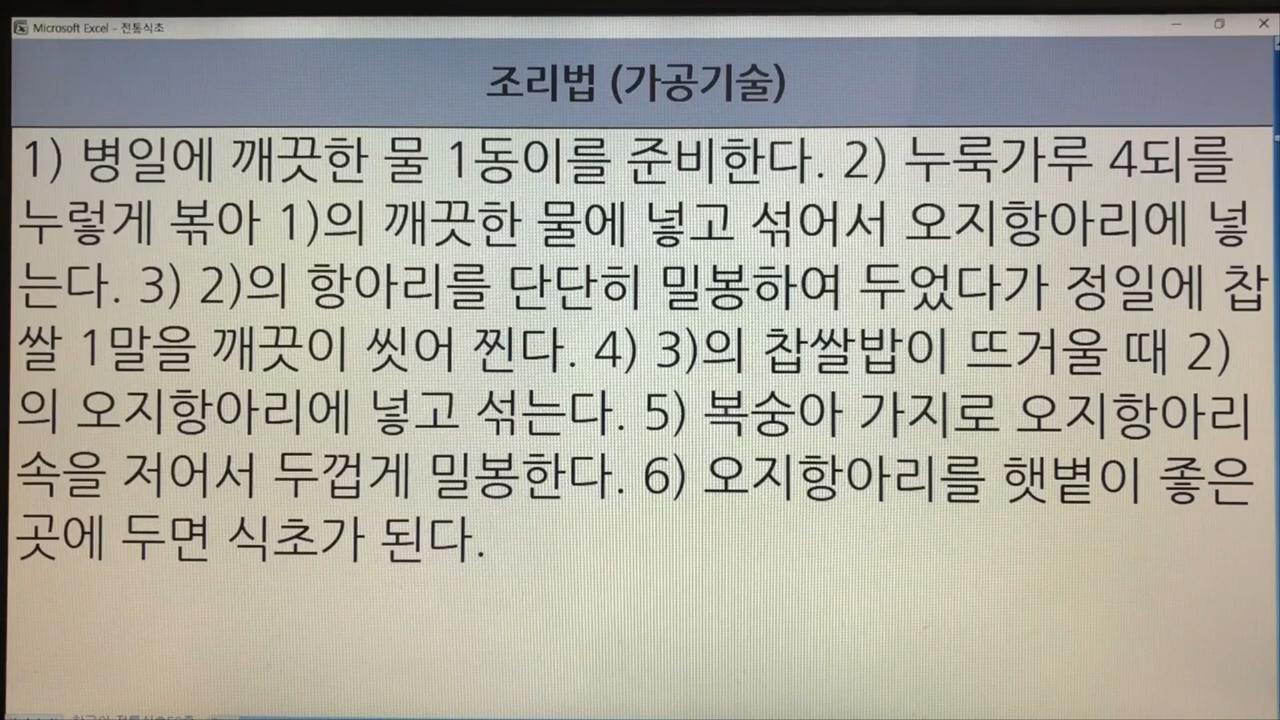 Microsoft Excel - 전통식초
조리법 (가공기술)
1) 병일에 깨끗한 물 1동이를 준비한다. 2) 누룩가루 4되를
누렇게 볶아 1)의 깨끗한 물에 넣고 섞어서 오지항아리에 넣
는다. 3) 2)의 항아리를 단단히 밀봉하여 두었다가 정일에 찹
쌀 1말을 깨끗이 씻어 찐다. 4) 3)의 찹쌀밥이 뜨거울 때 2)
의 오지항아리에 넣고 섞는다. 5) 복숭아 가지로 오지항아리
속을 저어서 두껍게 밀봉한다. 6) 오지항아리를 햇볕이 좋은
곳에 두면 식초가 된다.